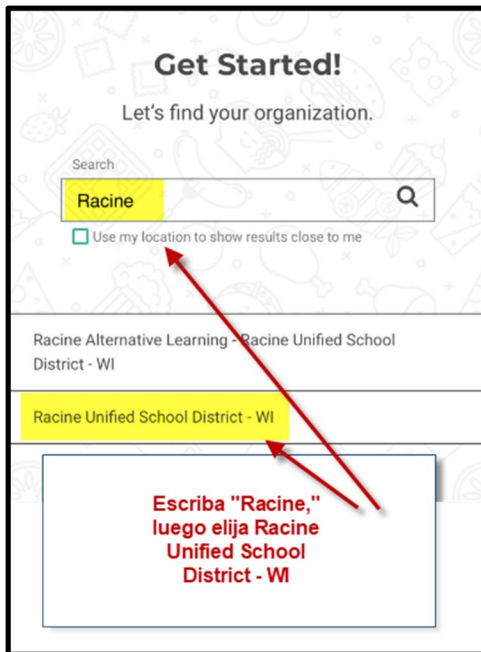 Get Started!
Let's find your organization.
Search
Racine
Use my location to show results close to me
Racine Alternative Learning - Racine Unified School
District - WI
Racine Unified School District - WI
Escriba "Racine,"
luego elija Racine
Unified School
District - WI